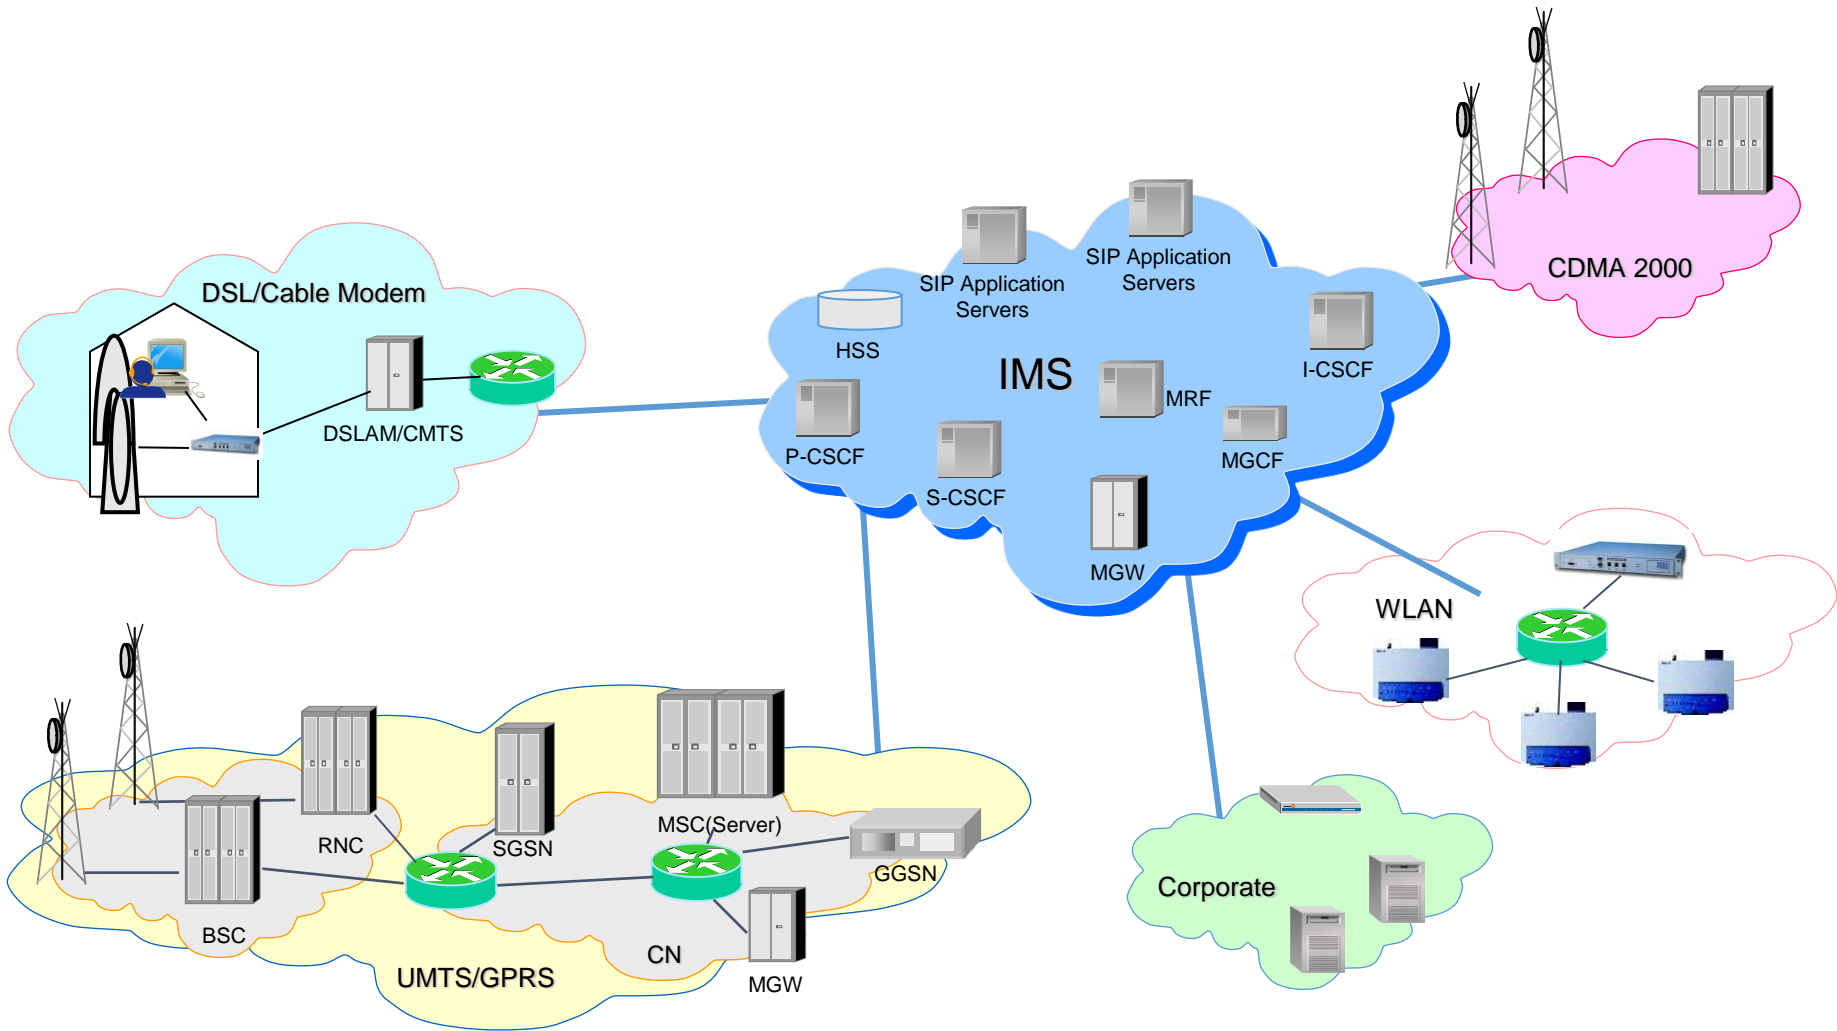 CDMA 2000
SIP Application
Servers
SIP Application
Servers
DSL/Cable Modem
HSS
I-CSCF
IMS
MRF
DSLAM/CMTS
P-CSCF
MGCF
S-CSCF
MGW
WLAN
MSC(Server)
RNC
SGSN
GGSN
Corporate
BSC
CN
UMTS/GPRS
MGW